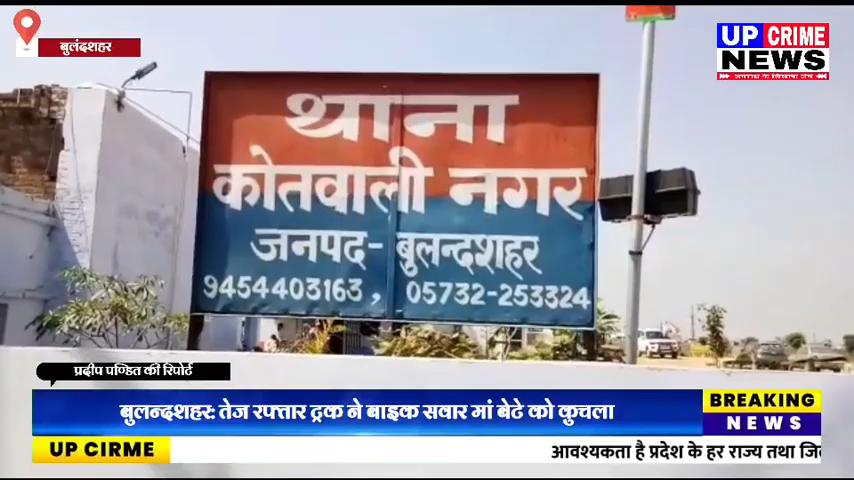 बुलंदशहर
UP CRIME
NEWS
अपराध के खिलाफ जंग
थाना
कोतवाली नगर
जनपद- बुलन्दशहर
9454403163, 05732-253324
प्रदीप पण्डित की रिपोर्ट
बुलन्दशहर: तेज रफ्तार ट्रक ने बाइक सवार मां बेटे को कुचला
BREAKING
NEWS
UP CIRME
आवश्यकता है प्रदेश के हर राज्य तथा जिल